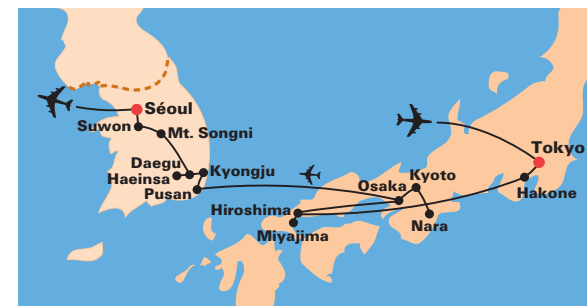 Séoul
Suwon
Mt. Songni
Daegu
Kyongju
Haeinsa
Pusan
Tokyo
Kyoto
Osaka
Hakone
Hiroshima
Nara
Miyajima